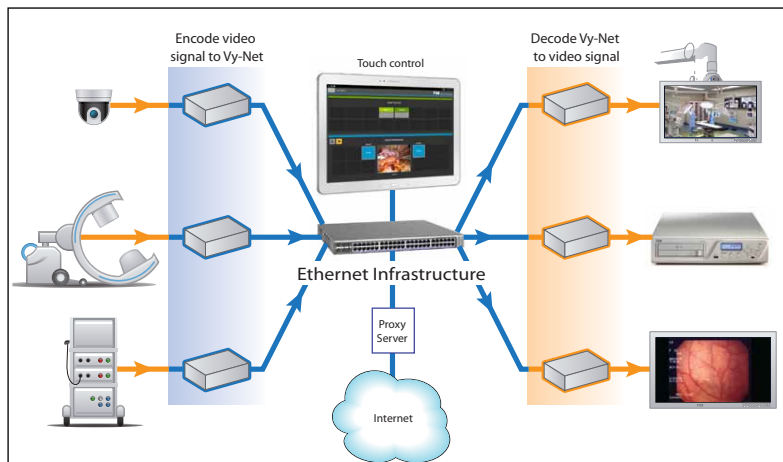 Encode video
signal to Vy-Net
Touch control
Decode Vy-Net
to video signal
Ethernet Infrastructure
Proxy
Server
Internet